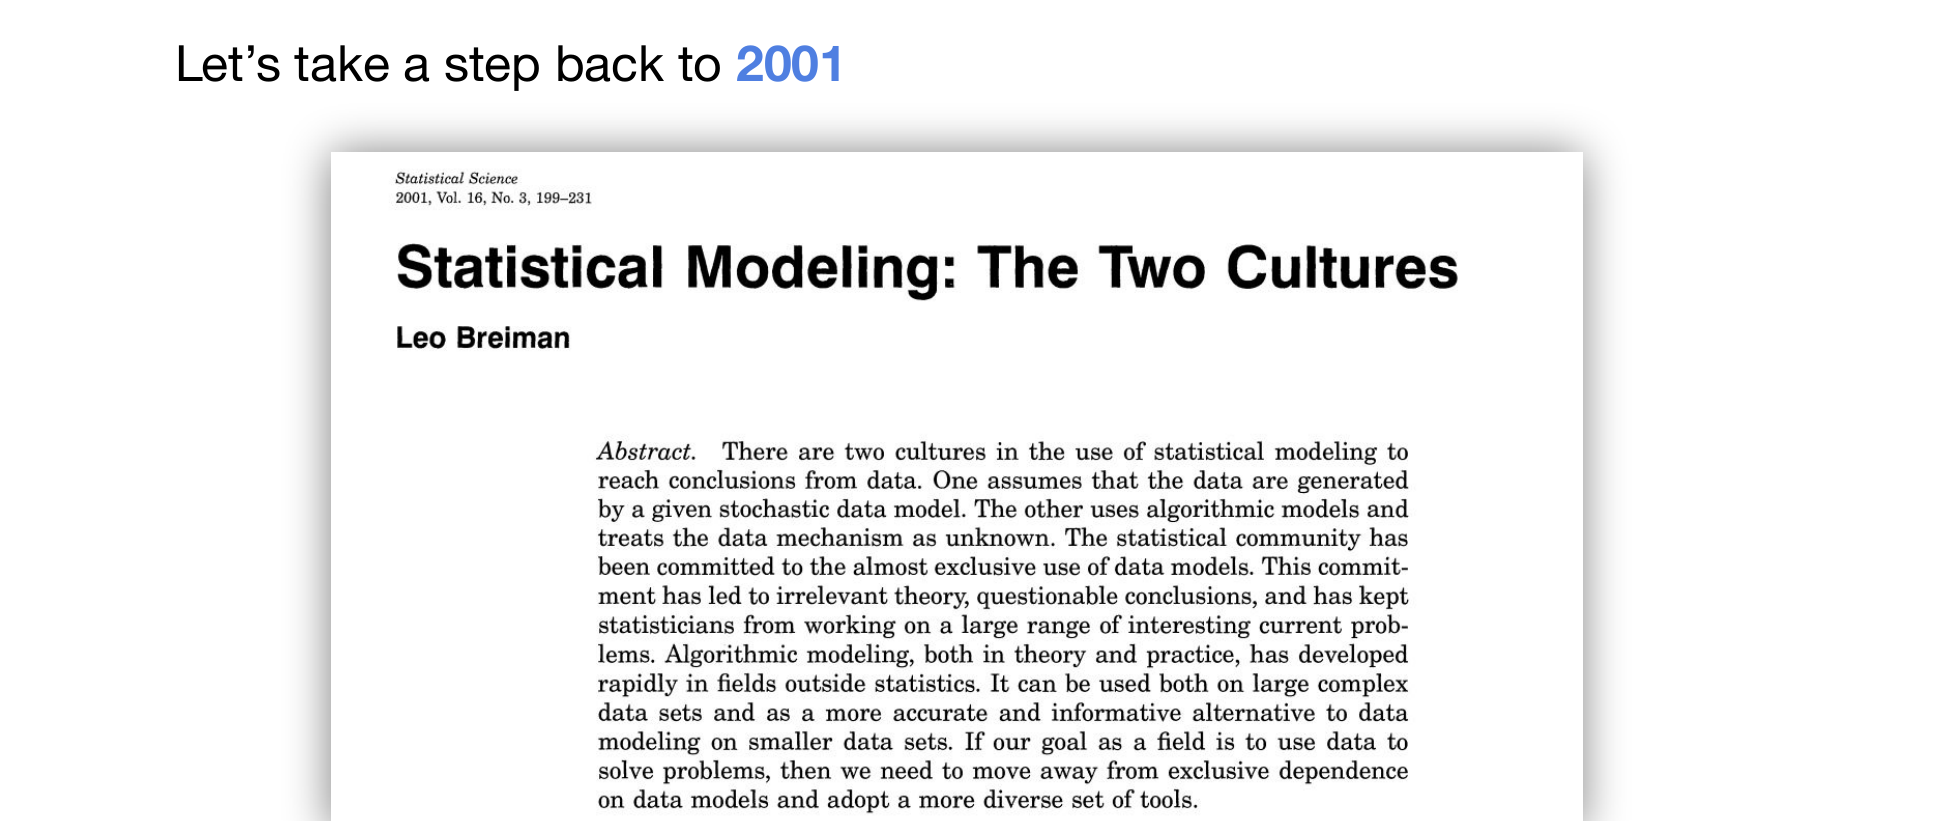 Let’s take a step back to 2001
Statistical Science
2001, Vol. 16, No. 3, 199–231
Statistical Modeling: The Two Cultures
Leo Breiman
Abstract. There are two cultures in the use of statistical modeling to
reach conclusions from data. One assumes that the data are generated
by a given stochastic data model. The other uses algorithmic models and
treats the data mechanism as unknown. The statistical community has
been committed to the almost exclusive use of data models. This commit-
ment has led to irrelevant theory, questionable conclusions, and has kept
statisticians from working on a large range of interesting current prob-
lems. Algorithmic modeling, both in theory and practice, has developed
rapidly in fields outside statistics. It can be used both on large complex
data sets and as a more accurate and informative alternative to data
modeling on smaller data sets. If our goal as a field is to use data to
solve problems, then we need to move away from exclusive dependence
on data models and adopt a more diverse set of tools.